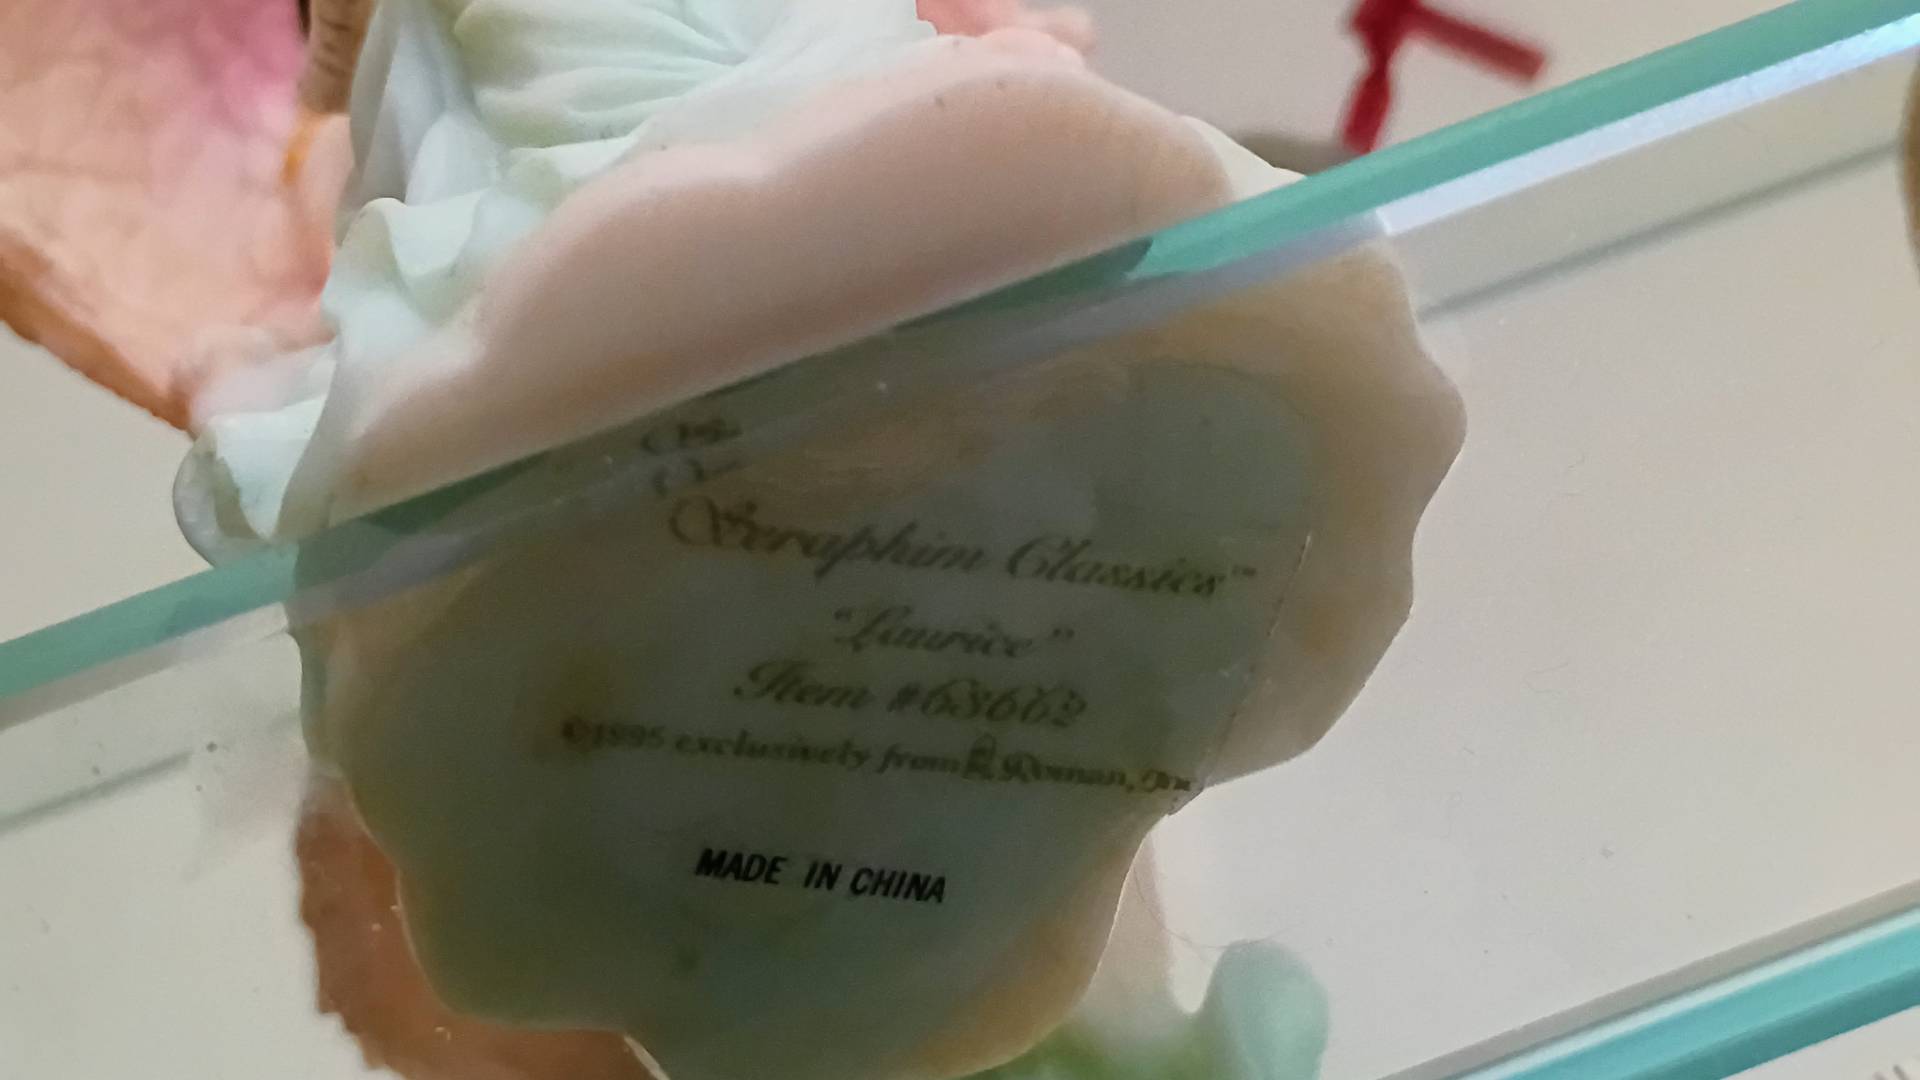 Seraphim Classics™
"Laurice"
Item #63662
©1995 exclusively from Roman, Inc.
MADE IN CHINA